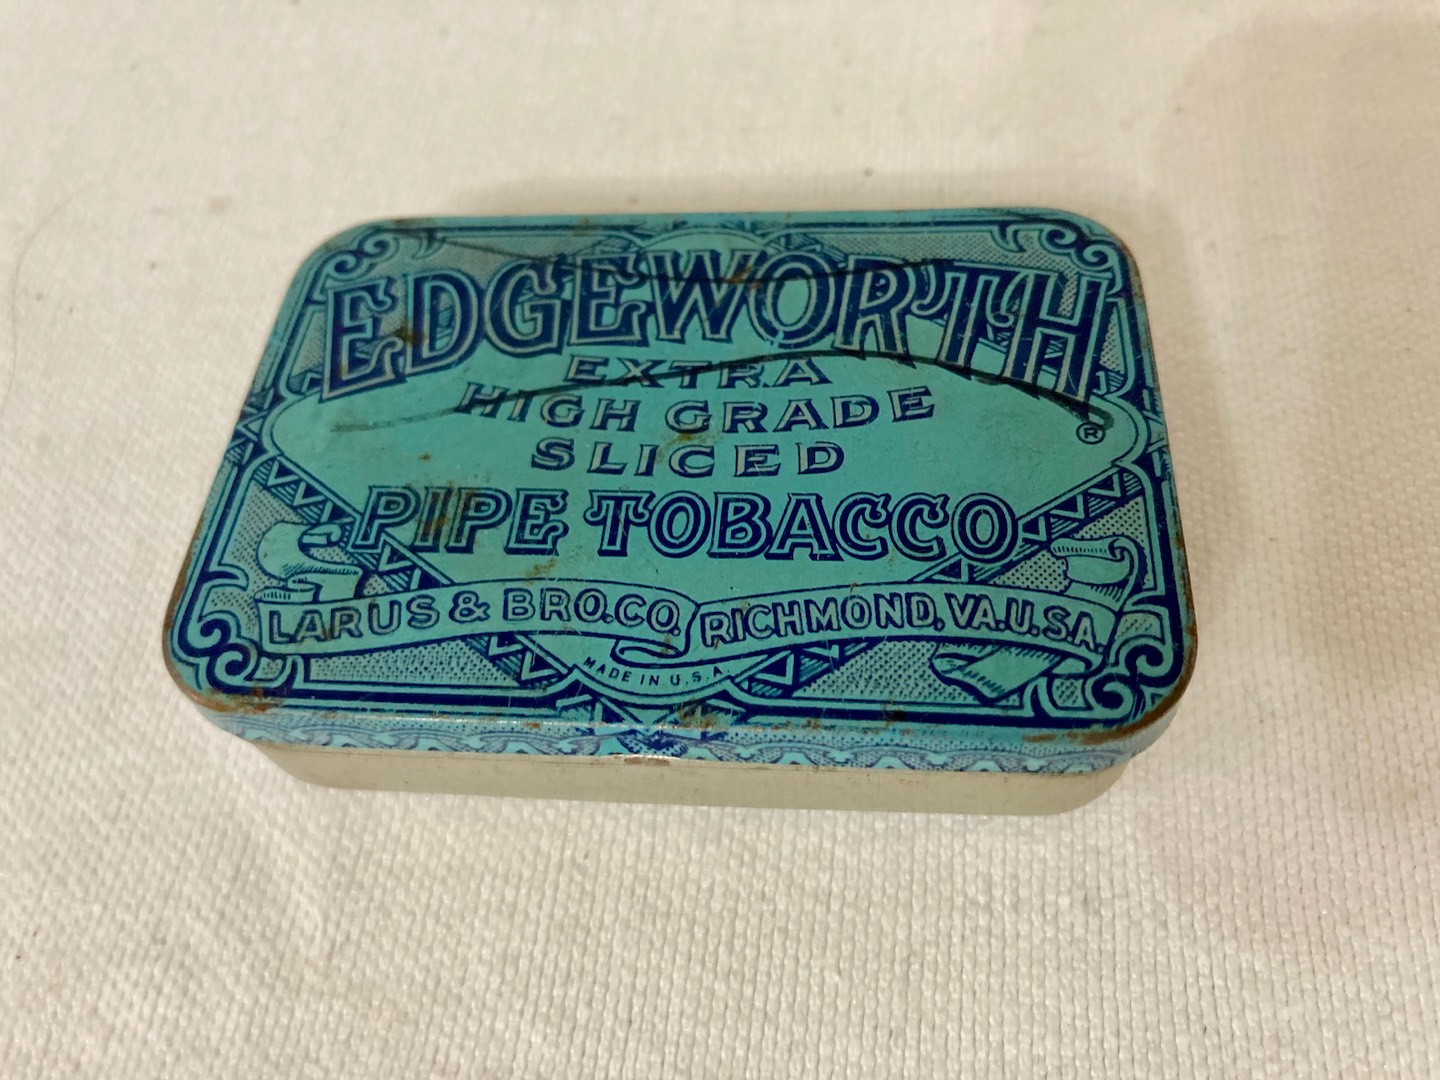 EDGEWORTH
EXTRA
HIGH GRADE
®
SLICED
PIPE TOBACCO
LARUS & BRO. CO. RICHMOND, VA. U.S.A.
MADE IN U.S.A.